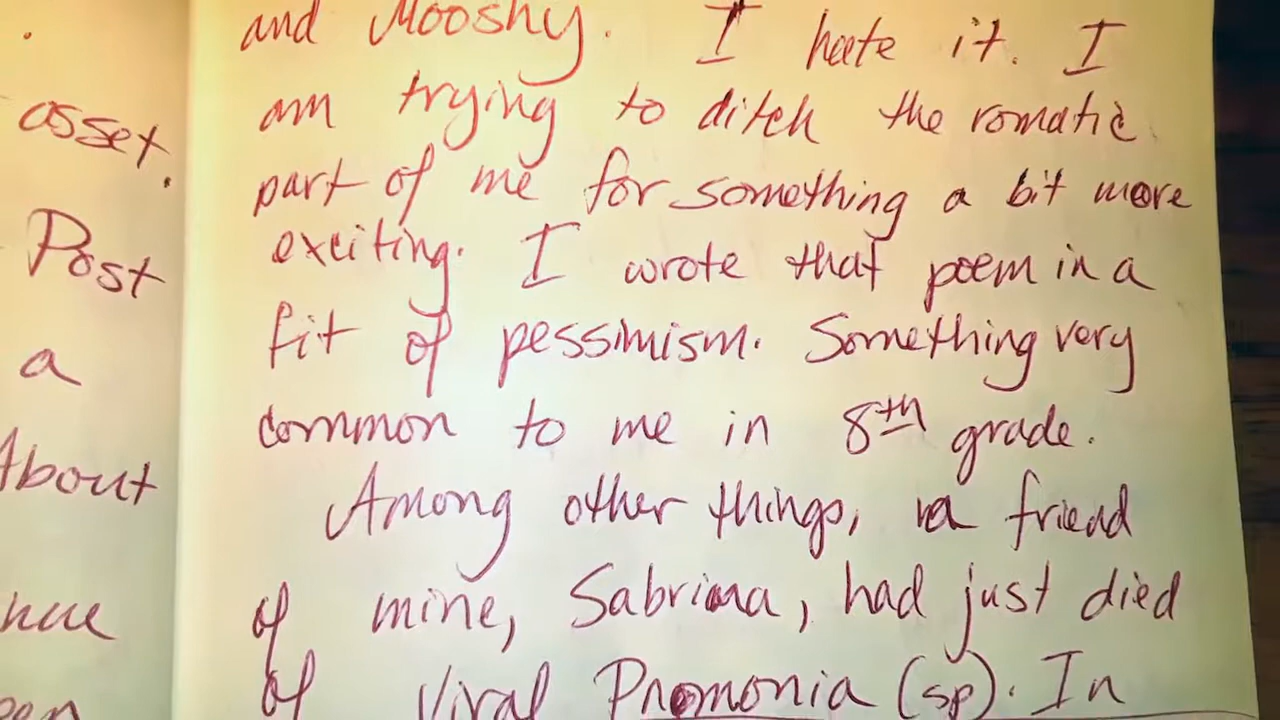 asset.
Post
a
About
and Mooshy. I hate it. I
am trying to ditch the romatic
part of me for something a bit more
exciting. I wrote that poem in a
fit of pessimism. Something very
common to me in 8th grade.
Among other things, a friend
of mine, Sabrina, had just died
of Viral Pnomonia (sp). In